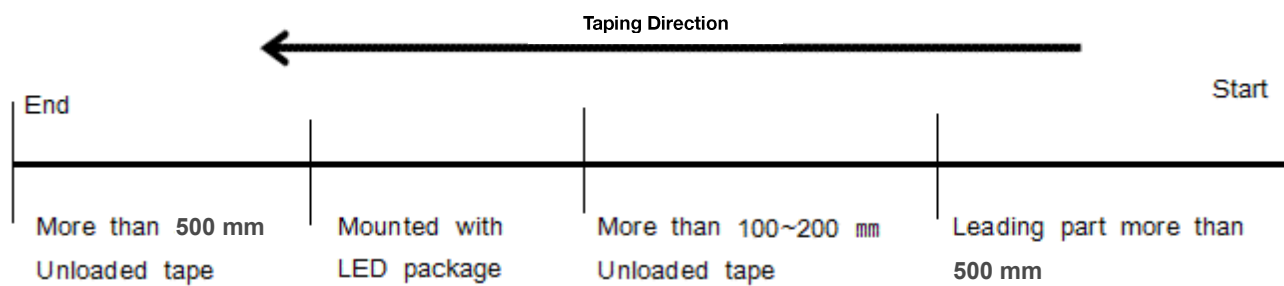 Taping Direction
Start
End
More than 500 mm
Unloaded tape
Mounted with
LED package
More than 100~200 ㎜
Unloaded tape
Leading part more than
500 mm